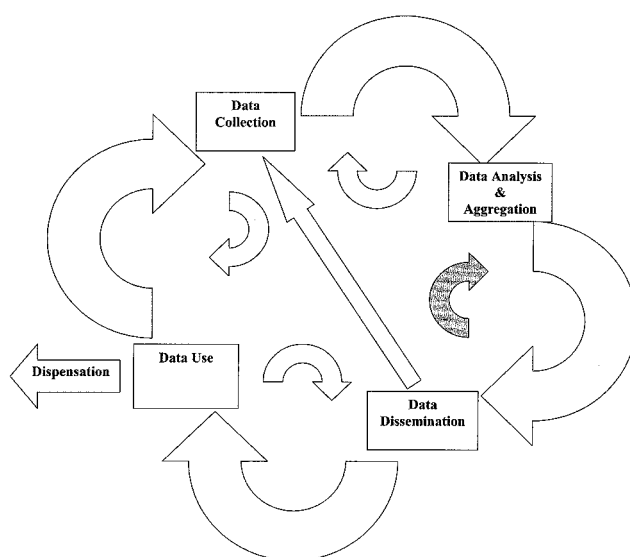 Data
Collection
Data Analysis
&
Aggregation
Dispensation
Data Use
Data
Dissemination